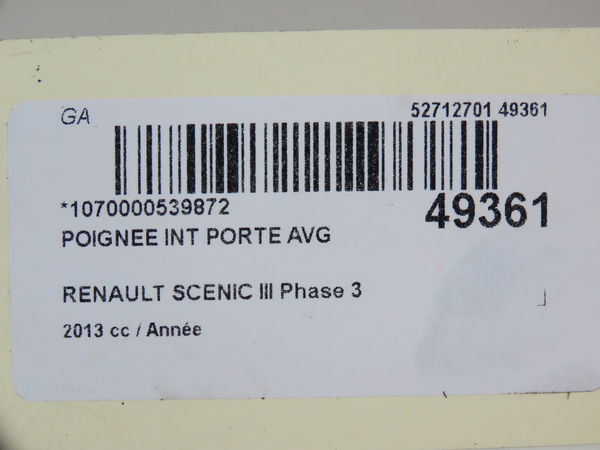 GA
52712701 49361
*1070000539872
49361
POIGNEE INT PORTE AVG
RENAULT SCENIC III Phase 3
2013 cc / Année